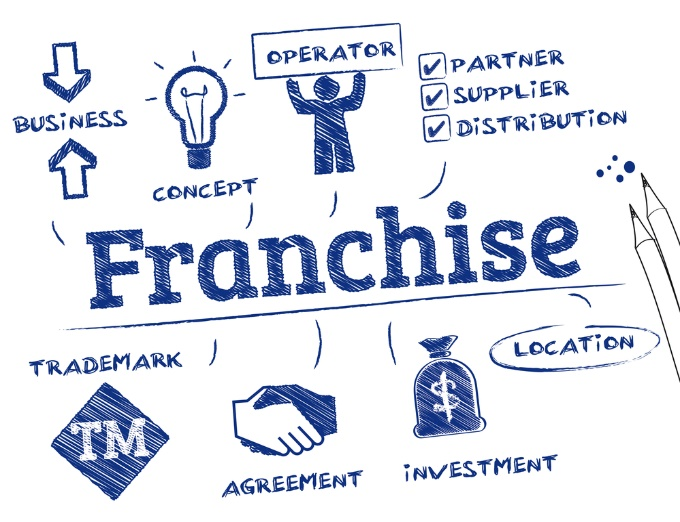 OPERATOR
PARTNER
SUPPLIER
DISTRIBUTION
BUSINESS
CONCEPT
Franchise
TRADEMARK
TM
AGREEMENT
$
INVESTMENT
LOCATION